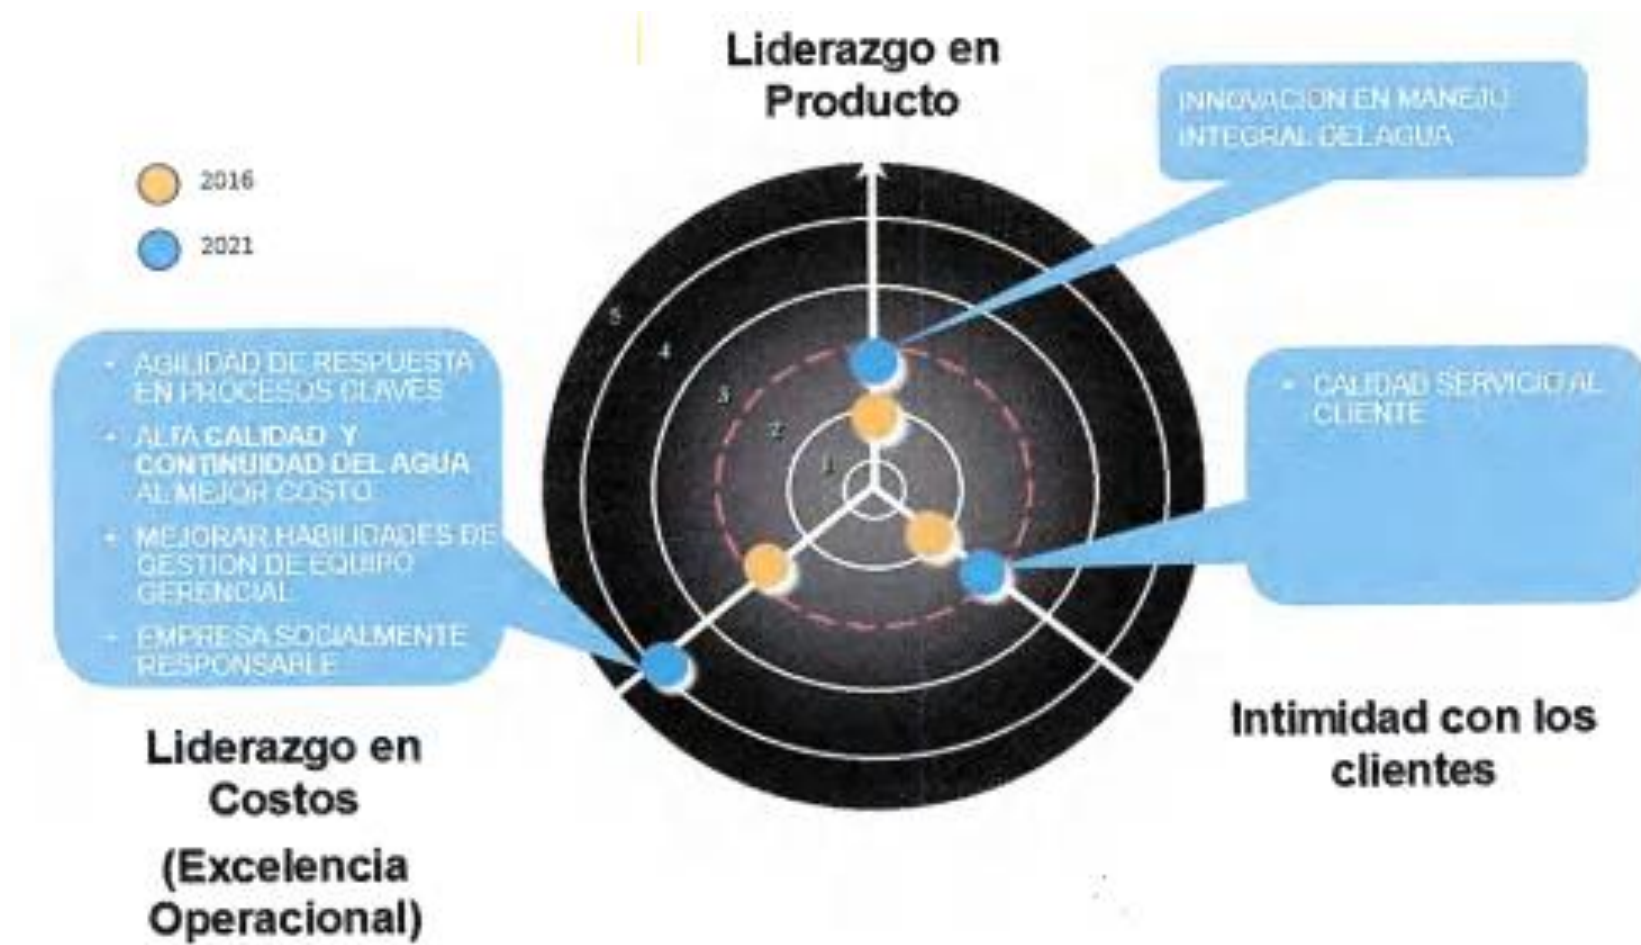 Liderazgo en
Producto
INNOVACION EN MANEJO
INTEGRAL DEL AGUA
2016
2021
5
4
3
2
1
• AGILIDAD DE RESPUESTA
EN PROCESOS CLAVES
• ALTA CALIDAD Y
CONTINUIDAD DEL AGUA
AL MEJOR COSTO
• MEJORAR HABILIDADES DE
GESTION DE EQUIPO
GERENCIAL
• EMPRESA SOCIALMENTE
RESPONSABLE
• CALIDAD SERVICIO AL
CLIENTE
Liderazgo en
Costos
(Excelencia
Operacional)
Intimidad con los
clientes